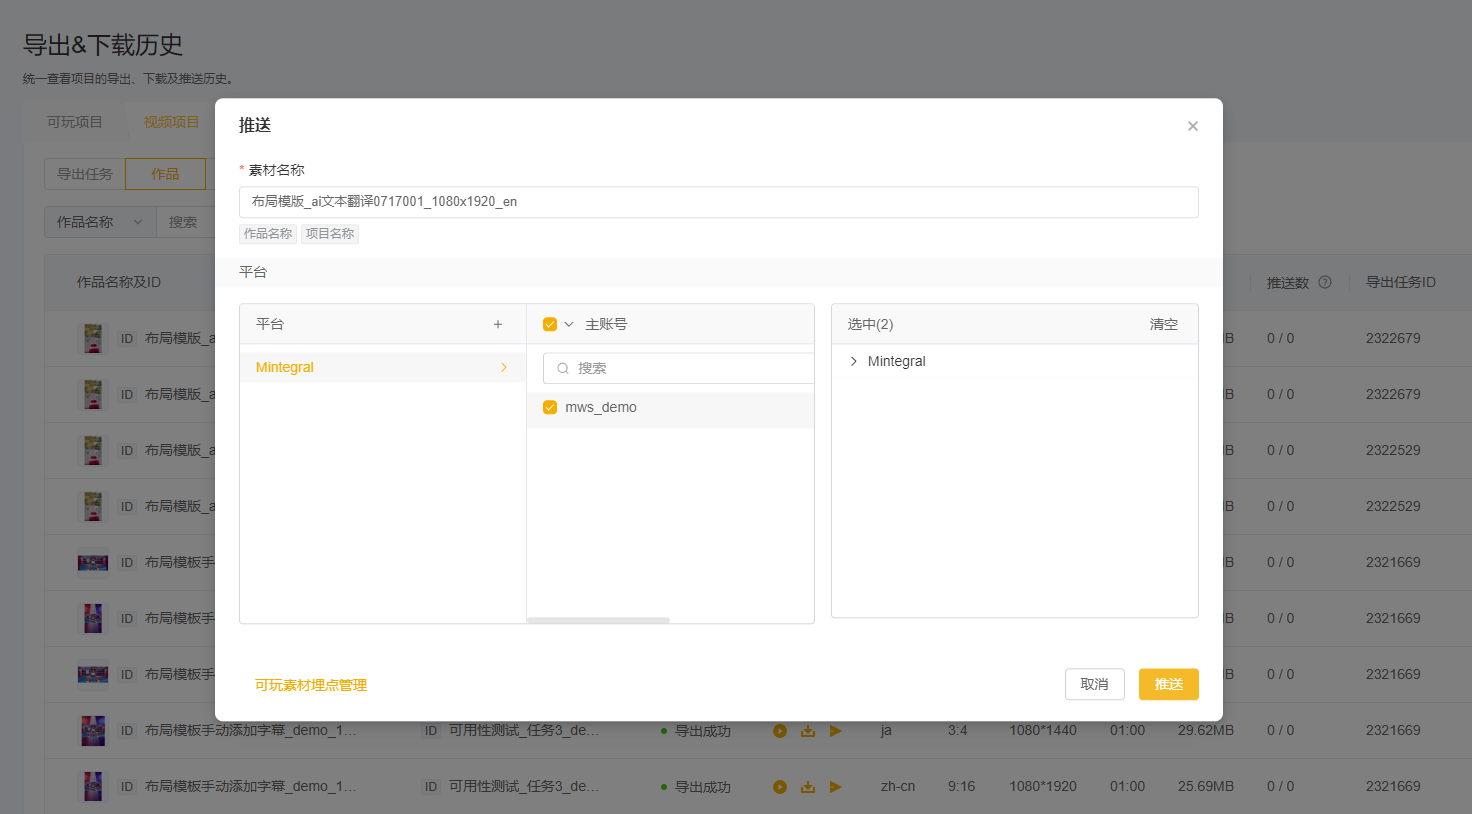 导出&下载历史
统一查看项目的导出、下载及推送历史。
可玩项目
视频项目
导出任务
作品
作品名称
搜索
作品名称及ID
推送数
导出任务ID
ID 布局模版_a
B 0 / 0 2322679
ID 布局模版_a
B 0 / 0 2322679
ID 布局模版_a
B 0 / 0 2322529
ID 布局模版_a
B 0 / 0 2322529
ID 布局模板手
B 0 / 0 2321669
ID 布局模板手
B 0 / 0 2321669
ID 布局模板手
B 0 / 0 2321669
ID 布局模板手动添加字幕_demo_1... ID 可用性测试_任务3_de... 导出成功 ja 3:4 1080*1440 01:00 29.62MB 0 / 0 2321669
ID 布局模板手动添加字幕_demo_1... ID 可用性测试_任务3_de... 导出成功 zh-cn 9:16 1080*1920 01:00 25.69MB 0 / 0 2321669
推送
* 素材名称
布局模版_ai文本翻译0717001_1080x1920_en
作品名称 项目名称
平台
平台 +
Mintegral
主账号
搜索
mws_demo
选中(2) 清空
Mintegral
可玩素材埋点管理
取消
推送